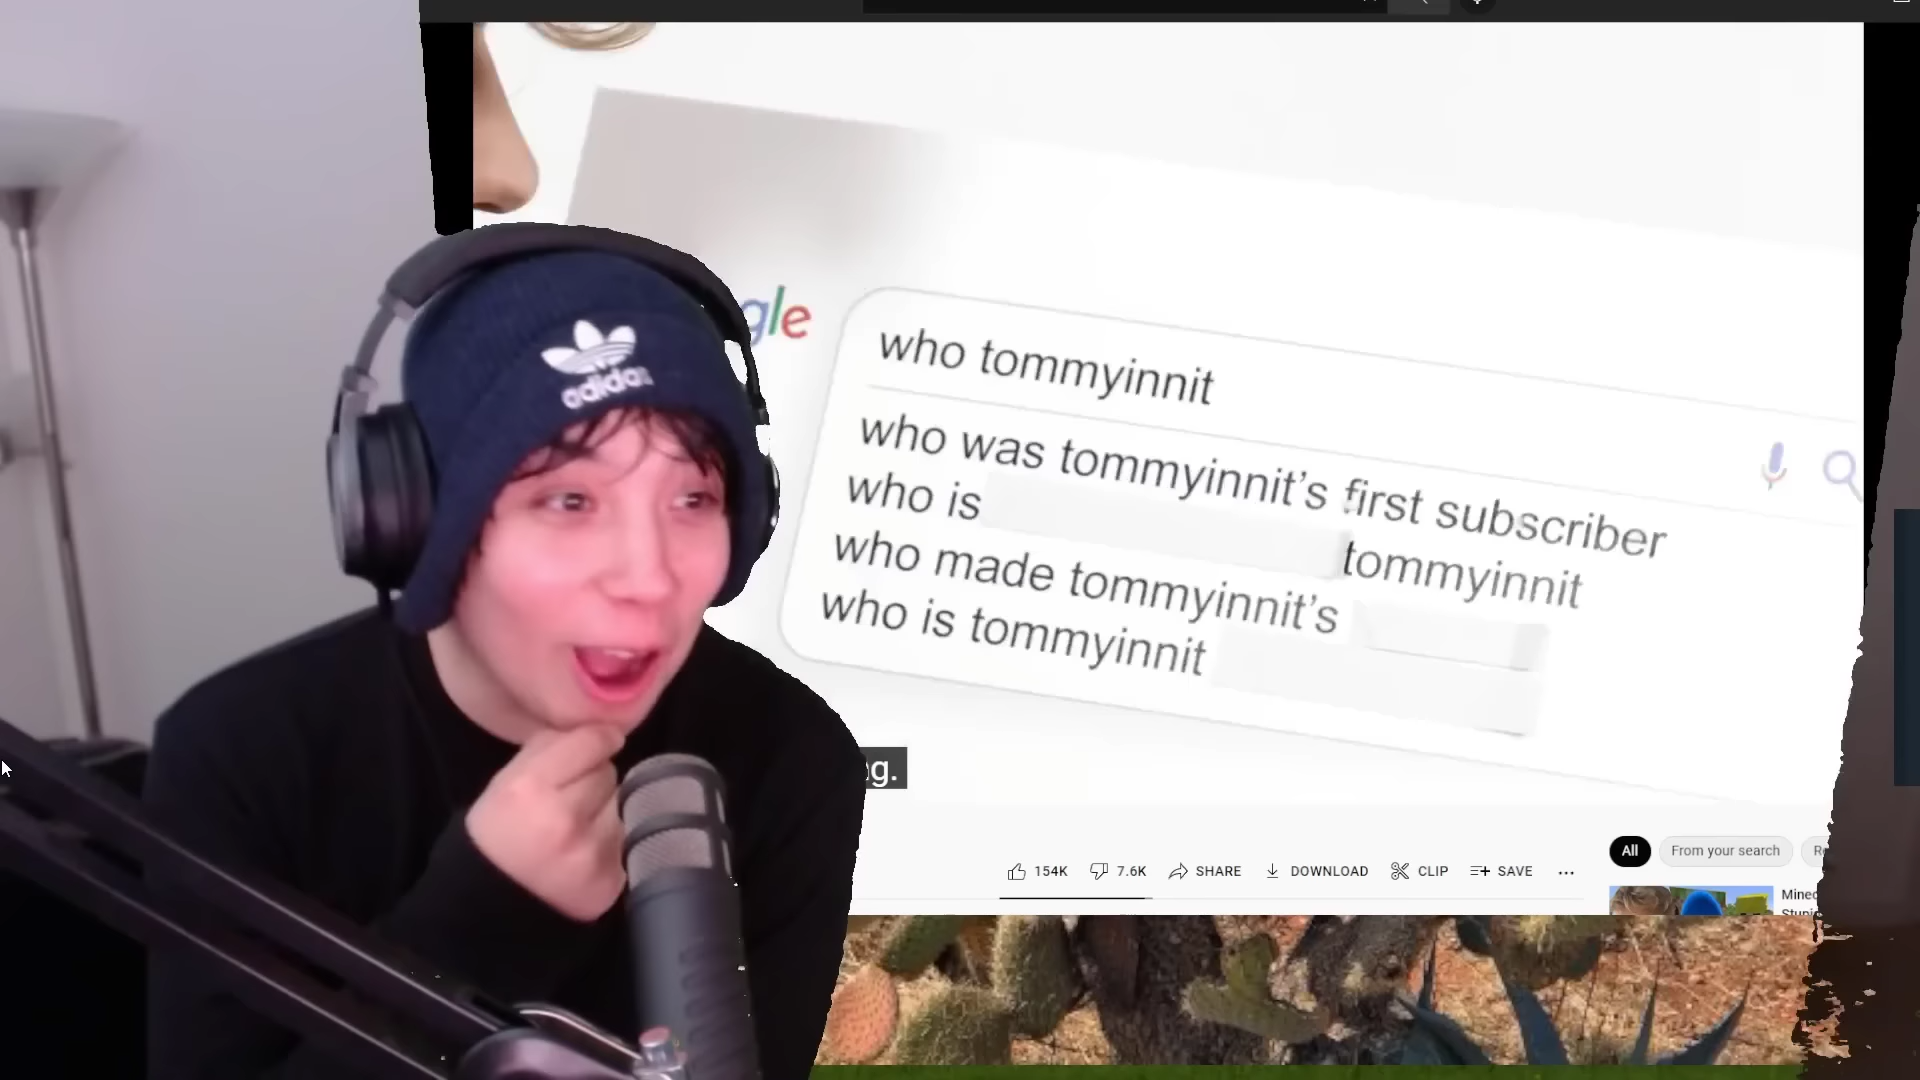 gle
who tommyinnit
who was tommyinnit's first subscriber
who is tommyinnit
who made tommyinnit's
who is tommyinnit
adidas
g.
154K 7.6K SHARE DOWNLOAD CLIP SAVE ...
All From your search
Minec